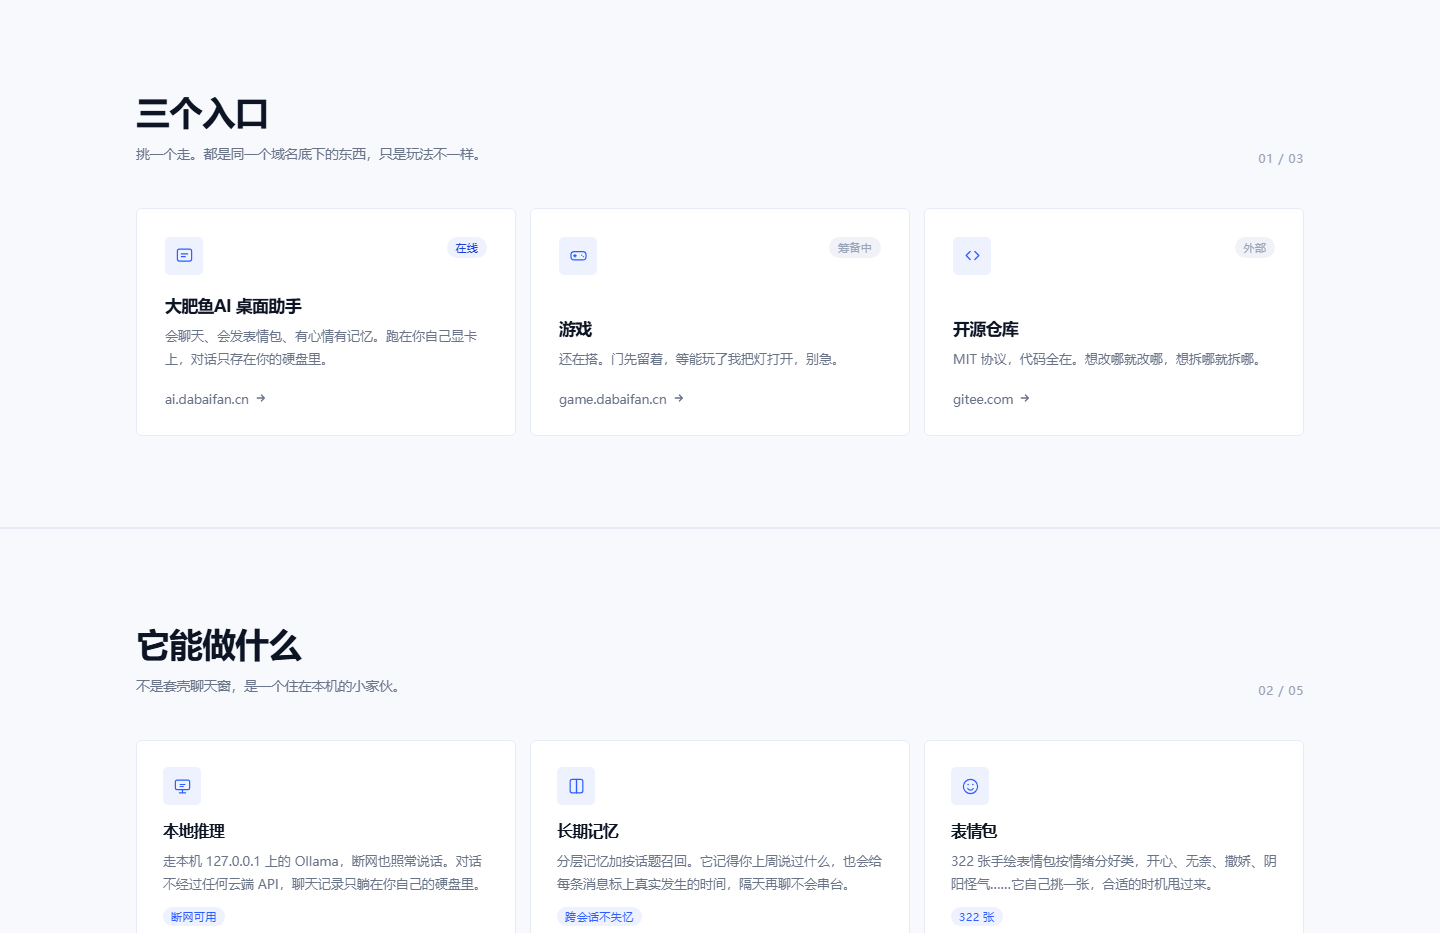 三个入口
挑一个走。都是同一个域名底下的东西，只是玩法不一样。
01 / 03
在线
大肥鱼AI 桌面助手
会聊天、会发表情包、有心情有记忆。跑在你自己显卡
上，对话只存在你的硬盘里。
ai.dabaifan.cn →
筹备中
游戏
还在搭。门先留着，等能玩了我把灯打开，别急。
game.dabaifan.cn →
外部
开源仓库
MIT 协议，代码全在。想改哪就改哪，想拆哪就拆哪。
gitee.com →
它能做什么
不是套壳聊天窗，是一个住在本机的小家伙。
02 / 05
本地推理
走本机 127.0.0.1 上的 Ollama，断网也照常说话。对话
不经过任何云端 API，聊天记录只躺在你自己的硬盘里。
断网可用
长期记忆
分层记忆加按话题召回。它记得你上周说过什么，也会给
每条消息标上真实发生的时间，隔天再聊不会串台。
跨会话不失忆
表情包
322 张手绘表情包按情绪分好类，开心、无奈、撒娇、阴
阳怪气……它自己挑一张，合适的时机甩过来。
322 张